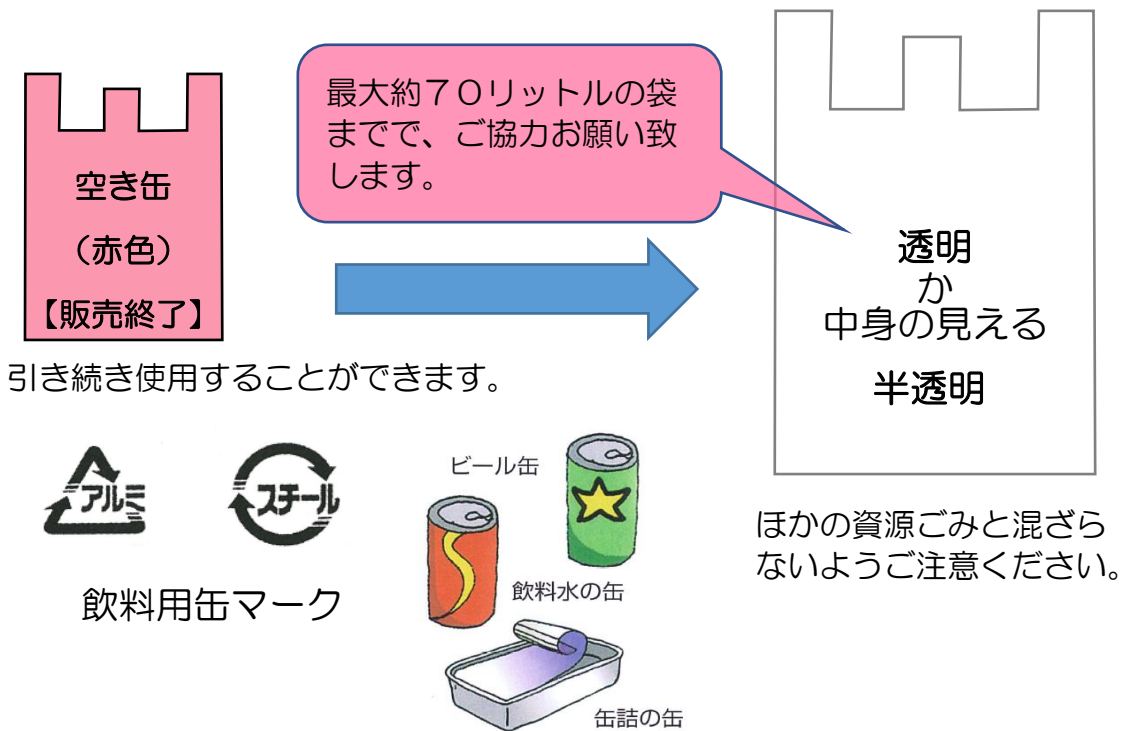 空き缶
（赤色）
【販売終了】
引き続き使用することができます。
最大約７０リットルの袋
までで、ご協力お願い致
します。
透明
か
中身の見える
半透明
ほかの資源ごみと混ざら
ないようご注意ください。
アルミ
スチール
飲料用缶マーク
ビール缶
飲料水の缶
缶詰の缶